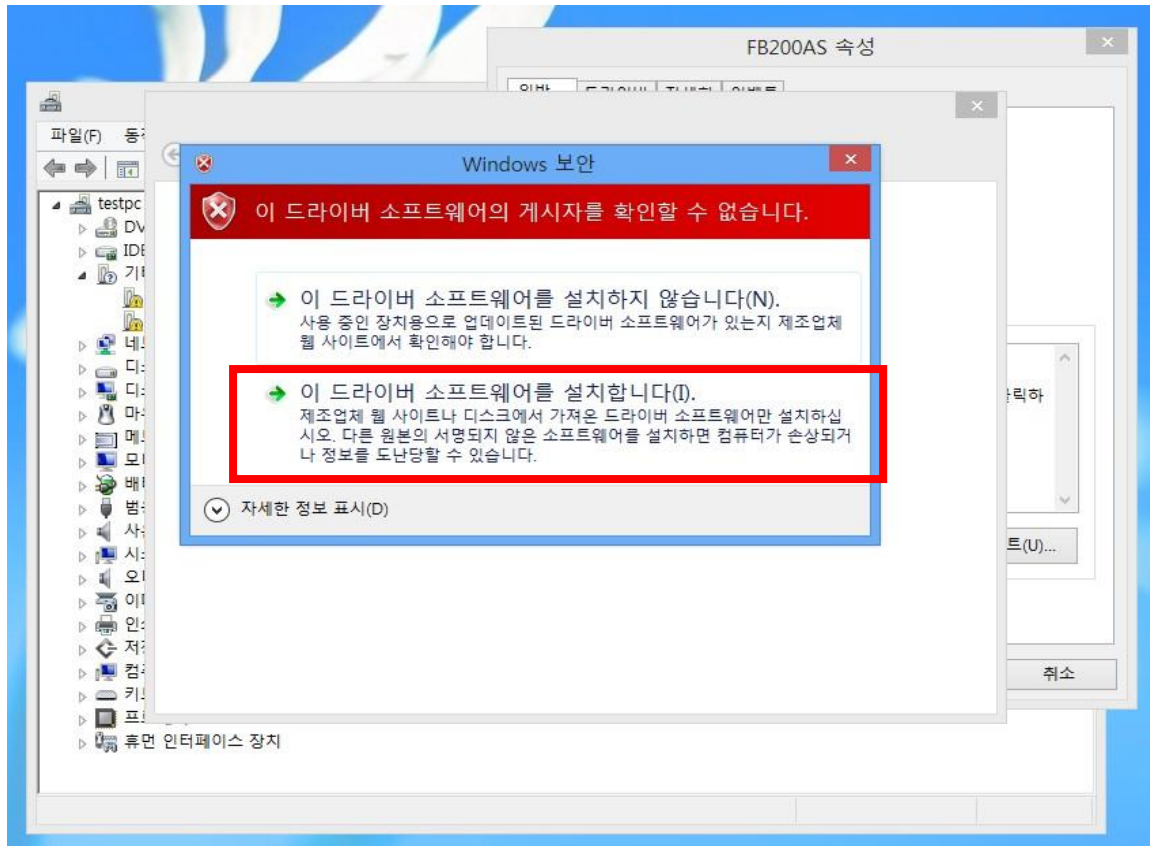 FB200AS 속성
일반
파일(F)
Windows 보안
testpc
이 드라이버 소프트웨어의 게시자를 확인할 수 없습니다.
이 드라이버 소프트웨어를 설치하지 않습니다(N).
사용 중인 장치용으로 업데이트된 드라이버 소프트웨어가 있는지 제조업체
웹 사이트에서 확인해야 합니다.
이 드라이버 소프트웨어를 설치합니다(I).
제조업체 웹 사이트나 디스크에서 가져온 드라이버 소프트웨어만 설치하십
시오. 다른 원본의 서명되지 않은 소프트웨어를 설치하면 컴퓨터가 손상되거
나 정보를 도난당할 수 있습니다.
자세한 정보 표시(D)
트(U)...
취소
휴먼 인터페이스 장치